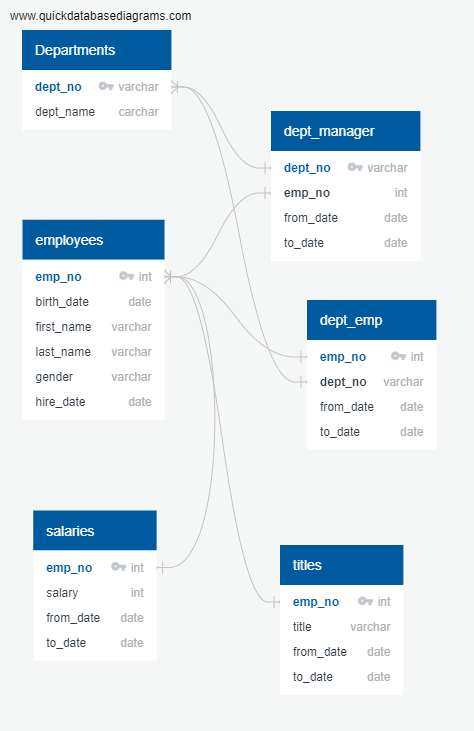 www.quickdatabasediagrams.com
Departments
dept_no varchar
dept_name carchar
dept_manager
dept_no varchar
emp_no int
from_date date
to_date date
employees
emp_no int
birth_date date
first_name varchar
last_name varchar
gender varchar
hire_date date
dept_emp
emp_no int
dept_no varchar
from_date date
to_date date
salaries
emp_no int
salary int
from_date date
to_date date
titles
emp_no int
title varchar
from_date date
to_date date